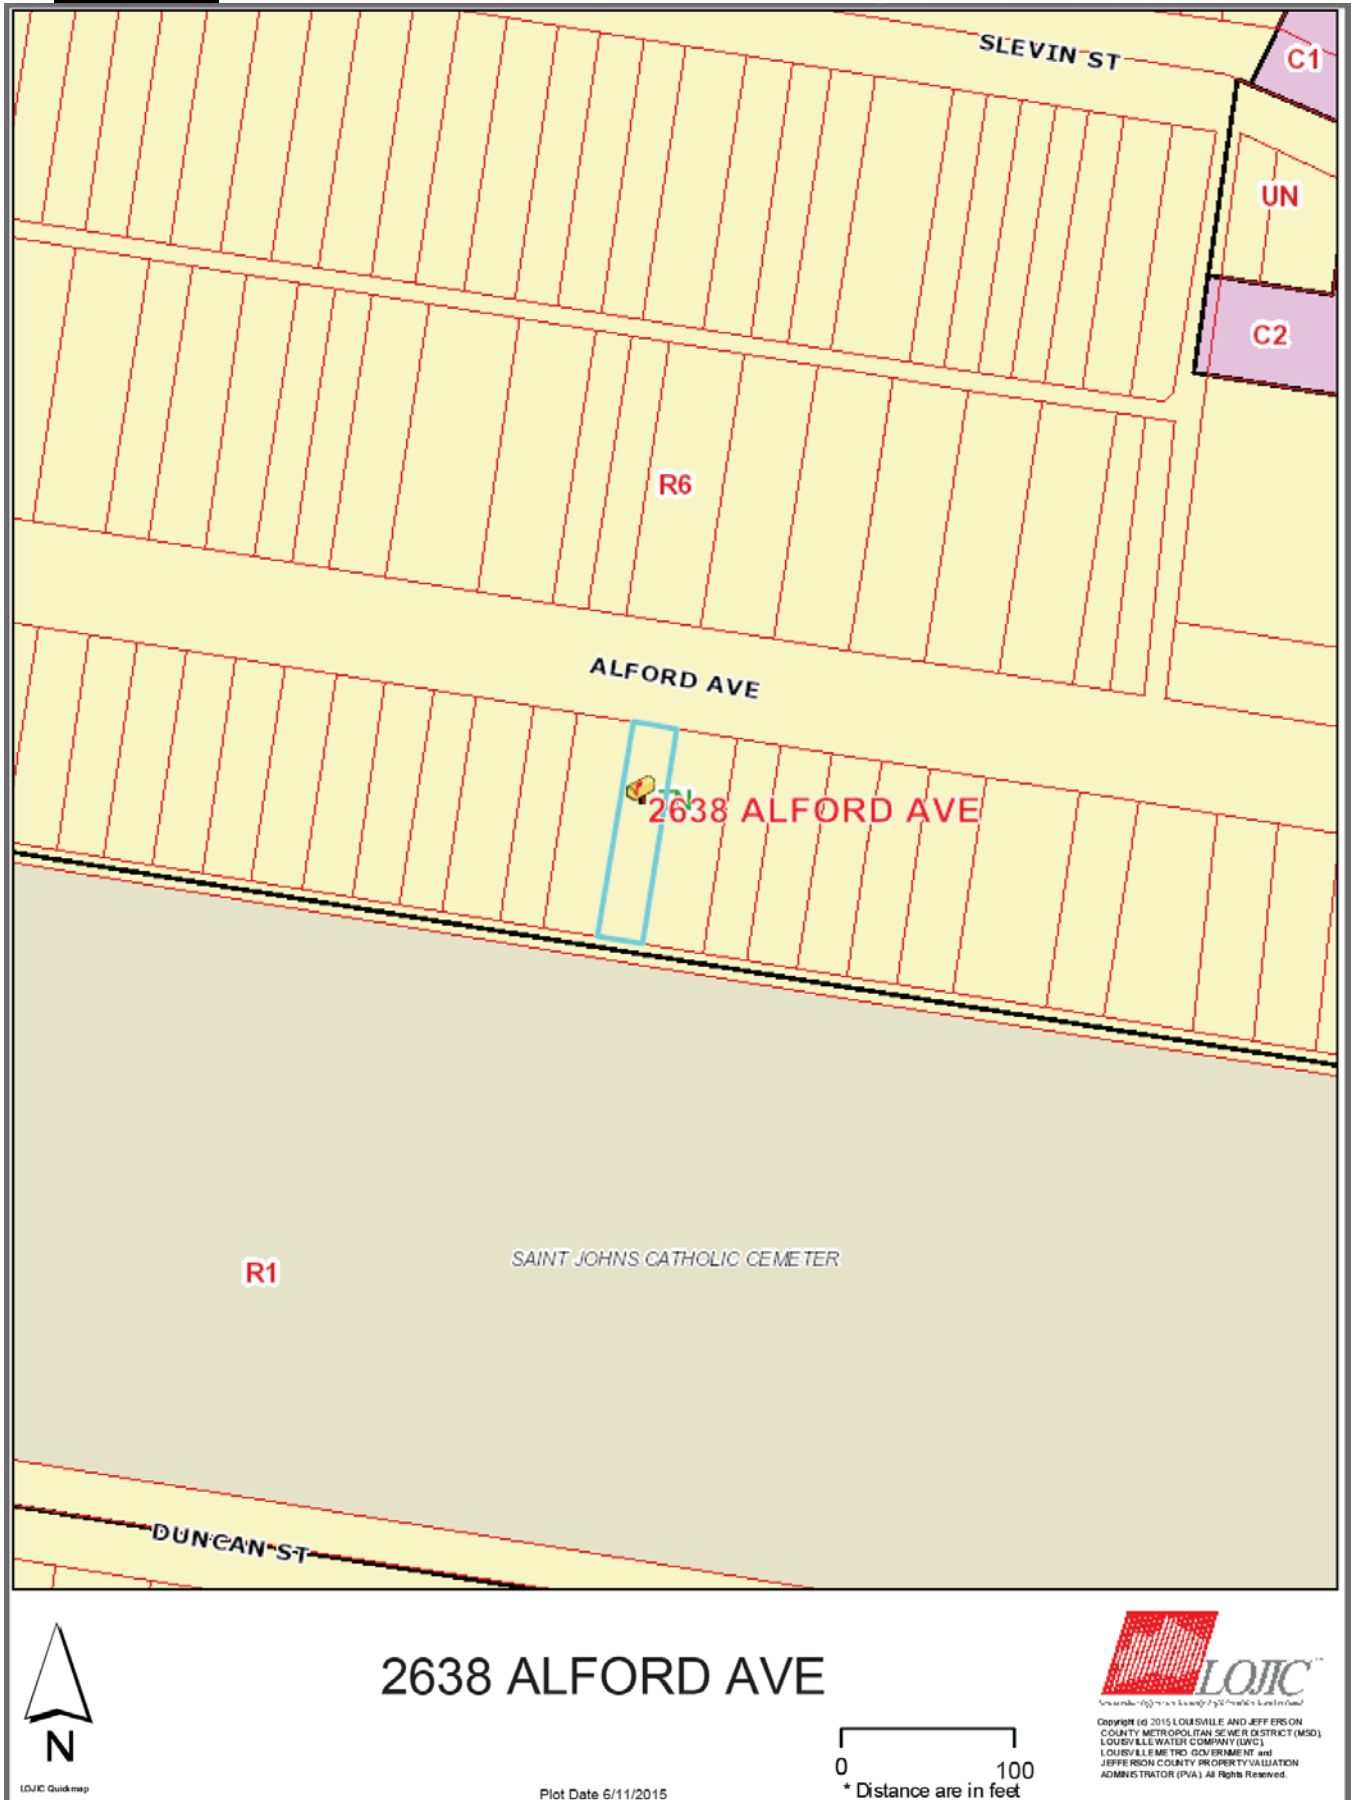 SLEVIN ST
C1
UN
C2
R6
ALFORD AVE
TN
2638 ALFORD AVE
R1
SAINT JOHNS CATHOLIC CEMETER
DUNCAN ST
N
LOJIC Quickmap
2638 ALFORD AVE
Plot Date 6/11/2015
0 100
* Distance are in feet
LOJIC
Copyright (c) 2015 LOUISVILLE AND JEFFERSON
COUNTY METROPOLITAN SEWER DISTRICT (MSD),
LOUISVILLE WATER COMPANY (LWC),
LOUISVILLE METRO GOVERNMENT and
JEFFERSON COUNTY PROPERTY VALUATION
ADMINISTRATOR (PVA). All Rights Reserved.